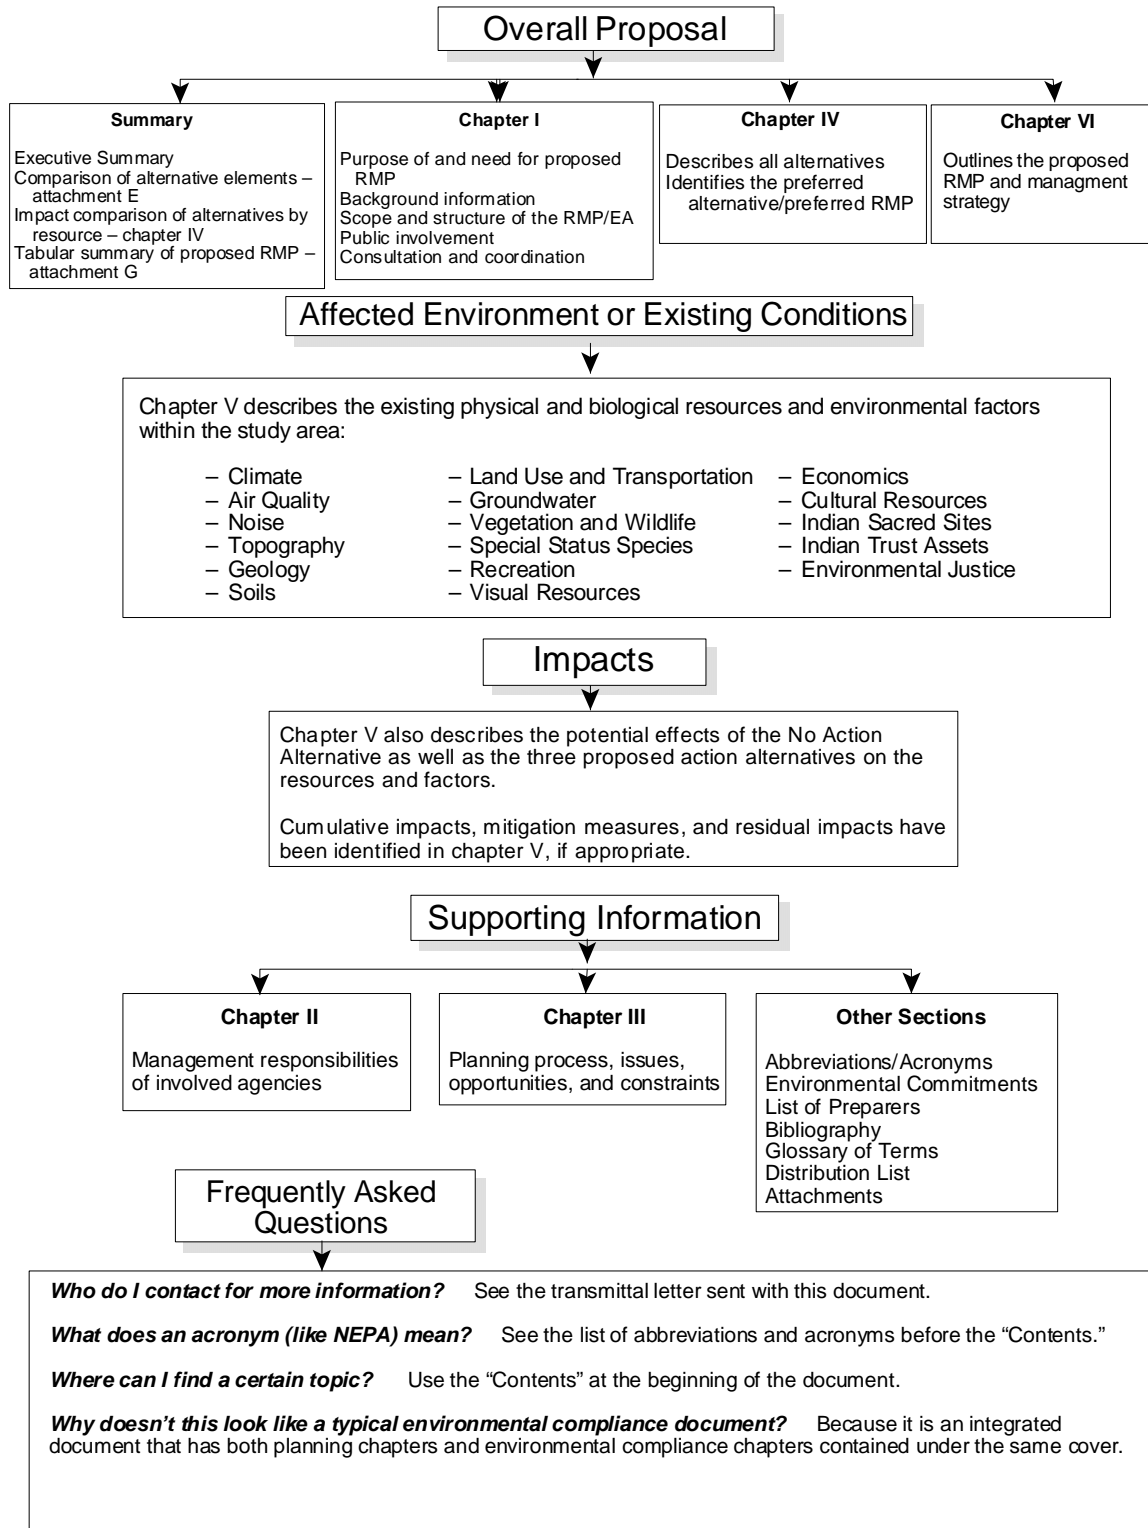 Overall Proposal
Summary
Executive Summary
Comparison of alternative elements –
attachment E
Impact comparison of alternatives by
resource – chapter IV
Tabular summary of proposed RMP –
attachment G
Chapter I
Purpose of and need for proposed
RMP
Background information
Scope and structure of the RMP/EA
Public involvement
Consultation and coordination
Chapter IV
Describes all alternatives
Identifies the preferred
alternative/preferred RMP
Chapter VI
Outlines the proposed
RMP and managment
strategy
Affected Environment or Existing Conditions
Chapter V describes the existing physical and biological resources and environmental factors
within the study area:
– Climate
– Air Quality
– Noise
– Topography
– Geology
– Soils
– Land Use and Transportation
– Groundwater
– Vegetation and Wildlife
– Special Status Species
– Recreation
– Visual Resources
– Economics
– Cultural Resources
– Indian Sacred Sites
– Indian Trust Assets
– Environmental Justice
Impacts
Chapter V also describes the potential effects of the No Action
Alternative as well as the three proposed action alternatives on the
resources and factors.
Cumulative impacts, mitigation measures, and residual impacts have
been identified in chapter V, if appropriate.
Supporting Information
Chapter II
Management responsibilities
of involved agencies
Chapter III
Planning process, issues,
opportunities, and constraints
Other Sections
Abbreviations/Acronyms
Environmental Commitments
List of Preparers
Bibliography
Glossary of Terms
Distribution List
Attachments
Frequently Asked
Questions
Who do I contact for more information? See the transmittal letter sent with this document.
What does an acronym (like NEPA) mean? See the list of abbreviations and acronyms before the “Contents.”
Where can I find a certain topic? Use the “Contents” at the beginning of the document.
Why doesn’t this look like a typical environmental compliance document? Because it is an integrated
document that has both planning chapters and environmental compliance chapters contained under the same cover.